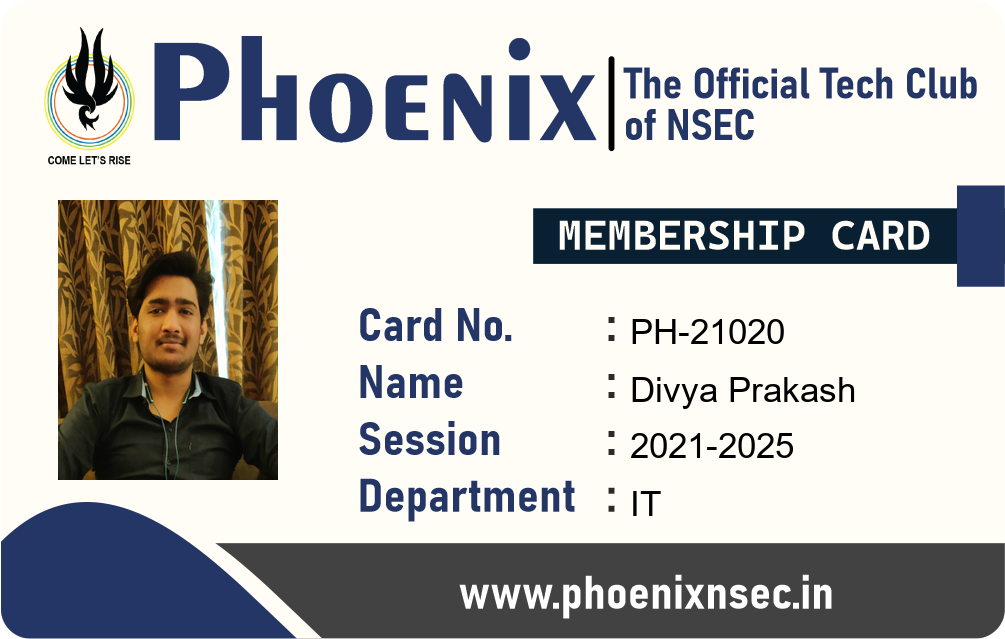 COME LET'S RISE
PHOENIX
The Official Tech Club
of NSEC
MEMBERSHIP CARD
Card No. : PH-21020
Name : Divya Prakash
Session : 2021-2025
Department : IT
www.phoenixnsec.in